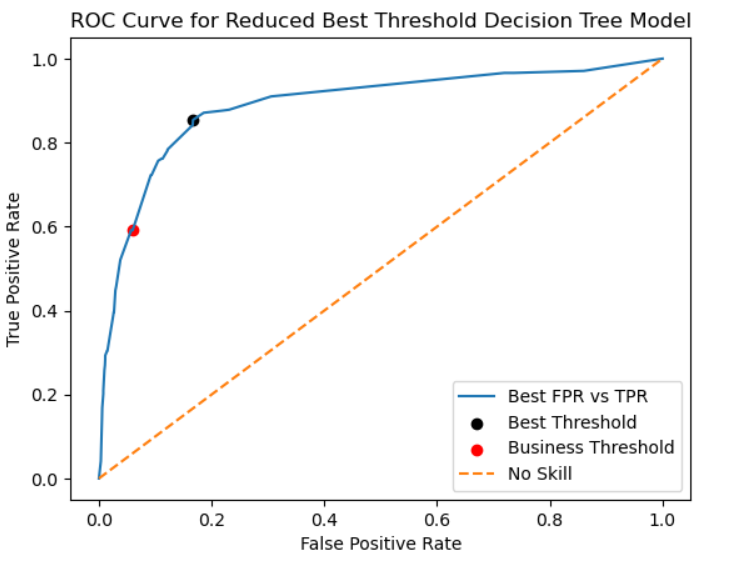 ROC Curve for Reduced Best Threshold Decision Tree Model
True Positive Rate
1.0
0.8
0.6
0.4
0.2
0.0
0.0 0.2 0.4 0.6 0.8 1.0
False Positive Rate
Best FPR vs TPR
Best Threshold
Business Threshold
No Skill